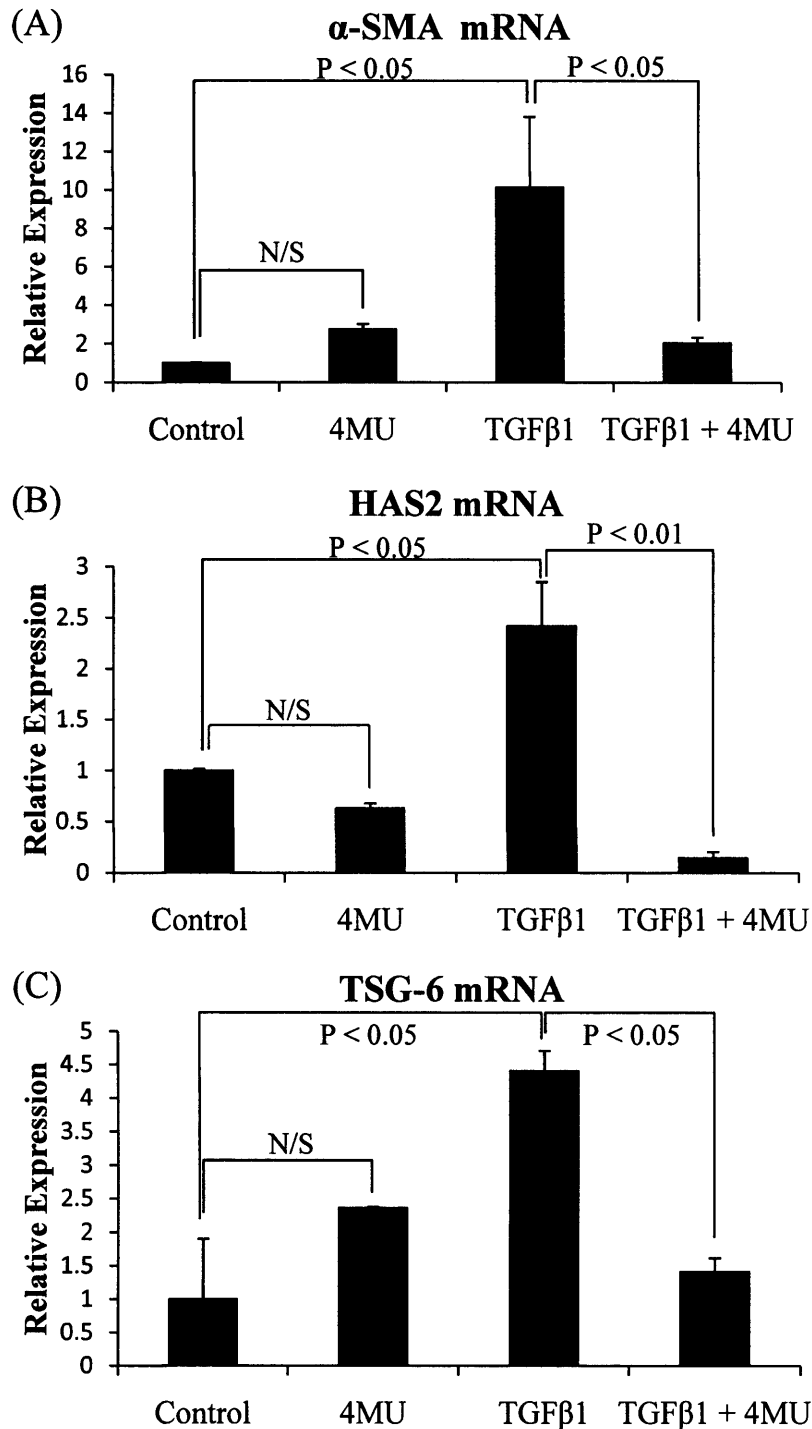 (A)
α-SMA mRNA
P < 0.05
P < 0.05
16
14
12
10
8
6
4
2
0
Relative Expression
N/S
Control
4MU
TGFβ1
TGFβ1 + 4MU
(B)
HAS2 mRNA
P < 0.05
P < 0.01
3
2.5
2
1.5
1
0.5
0
Relative Expression
N/S
Control
4MU
TGFβ1
TGFβ1 + 4MU
(C)
TSG-6 mRNA
P < 0.05
P < 0.05
5
4.5
4
3.5
3
2.5
2
1.5
1
0.5
0
Relative Expression
N/S
Control
4MU
TGFβ1
TGFβ1 + 4MU